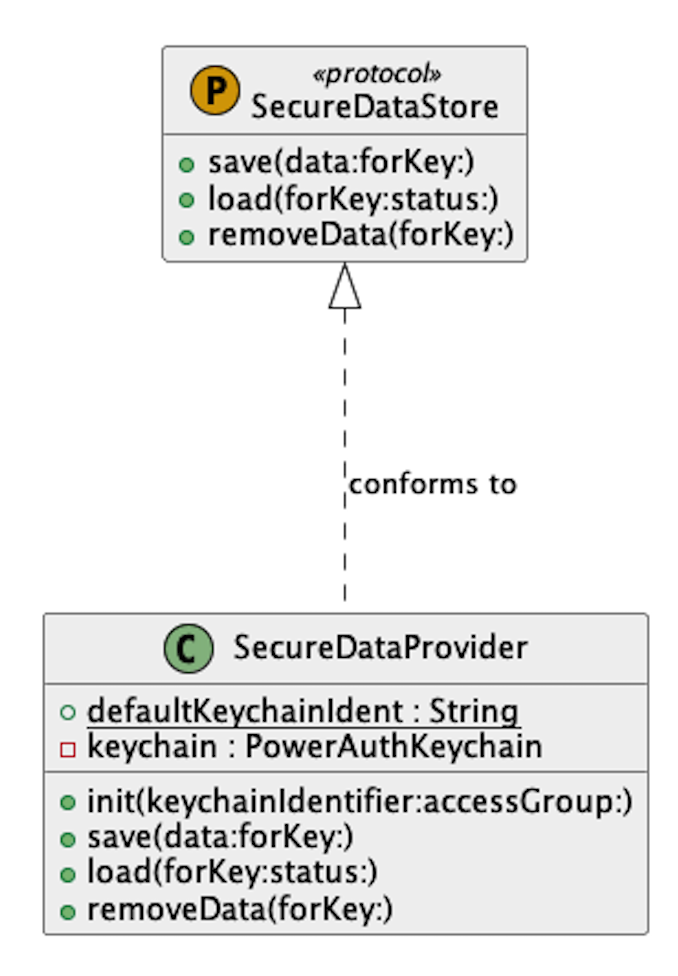 «protocol»
P SecureDataStore
save(data:forKey:)
load(forKey:status:)
removeData(forKey:)
conforms to
C SecureDataProvider
defaultKeychainIdent : String
keychain : PowerAuthKeychain
init(keychainIdentifier:accessGroup:)
save(data:forKey:)
load(forKey:status:)
removeData(forKey:)